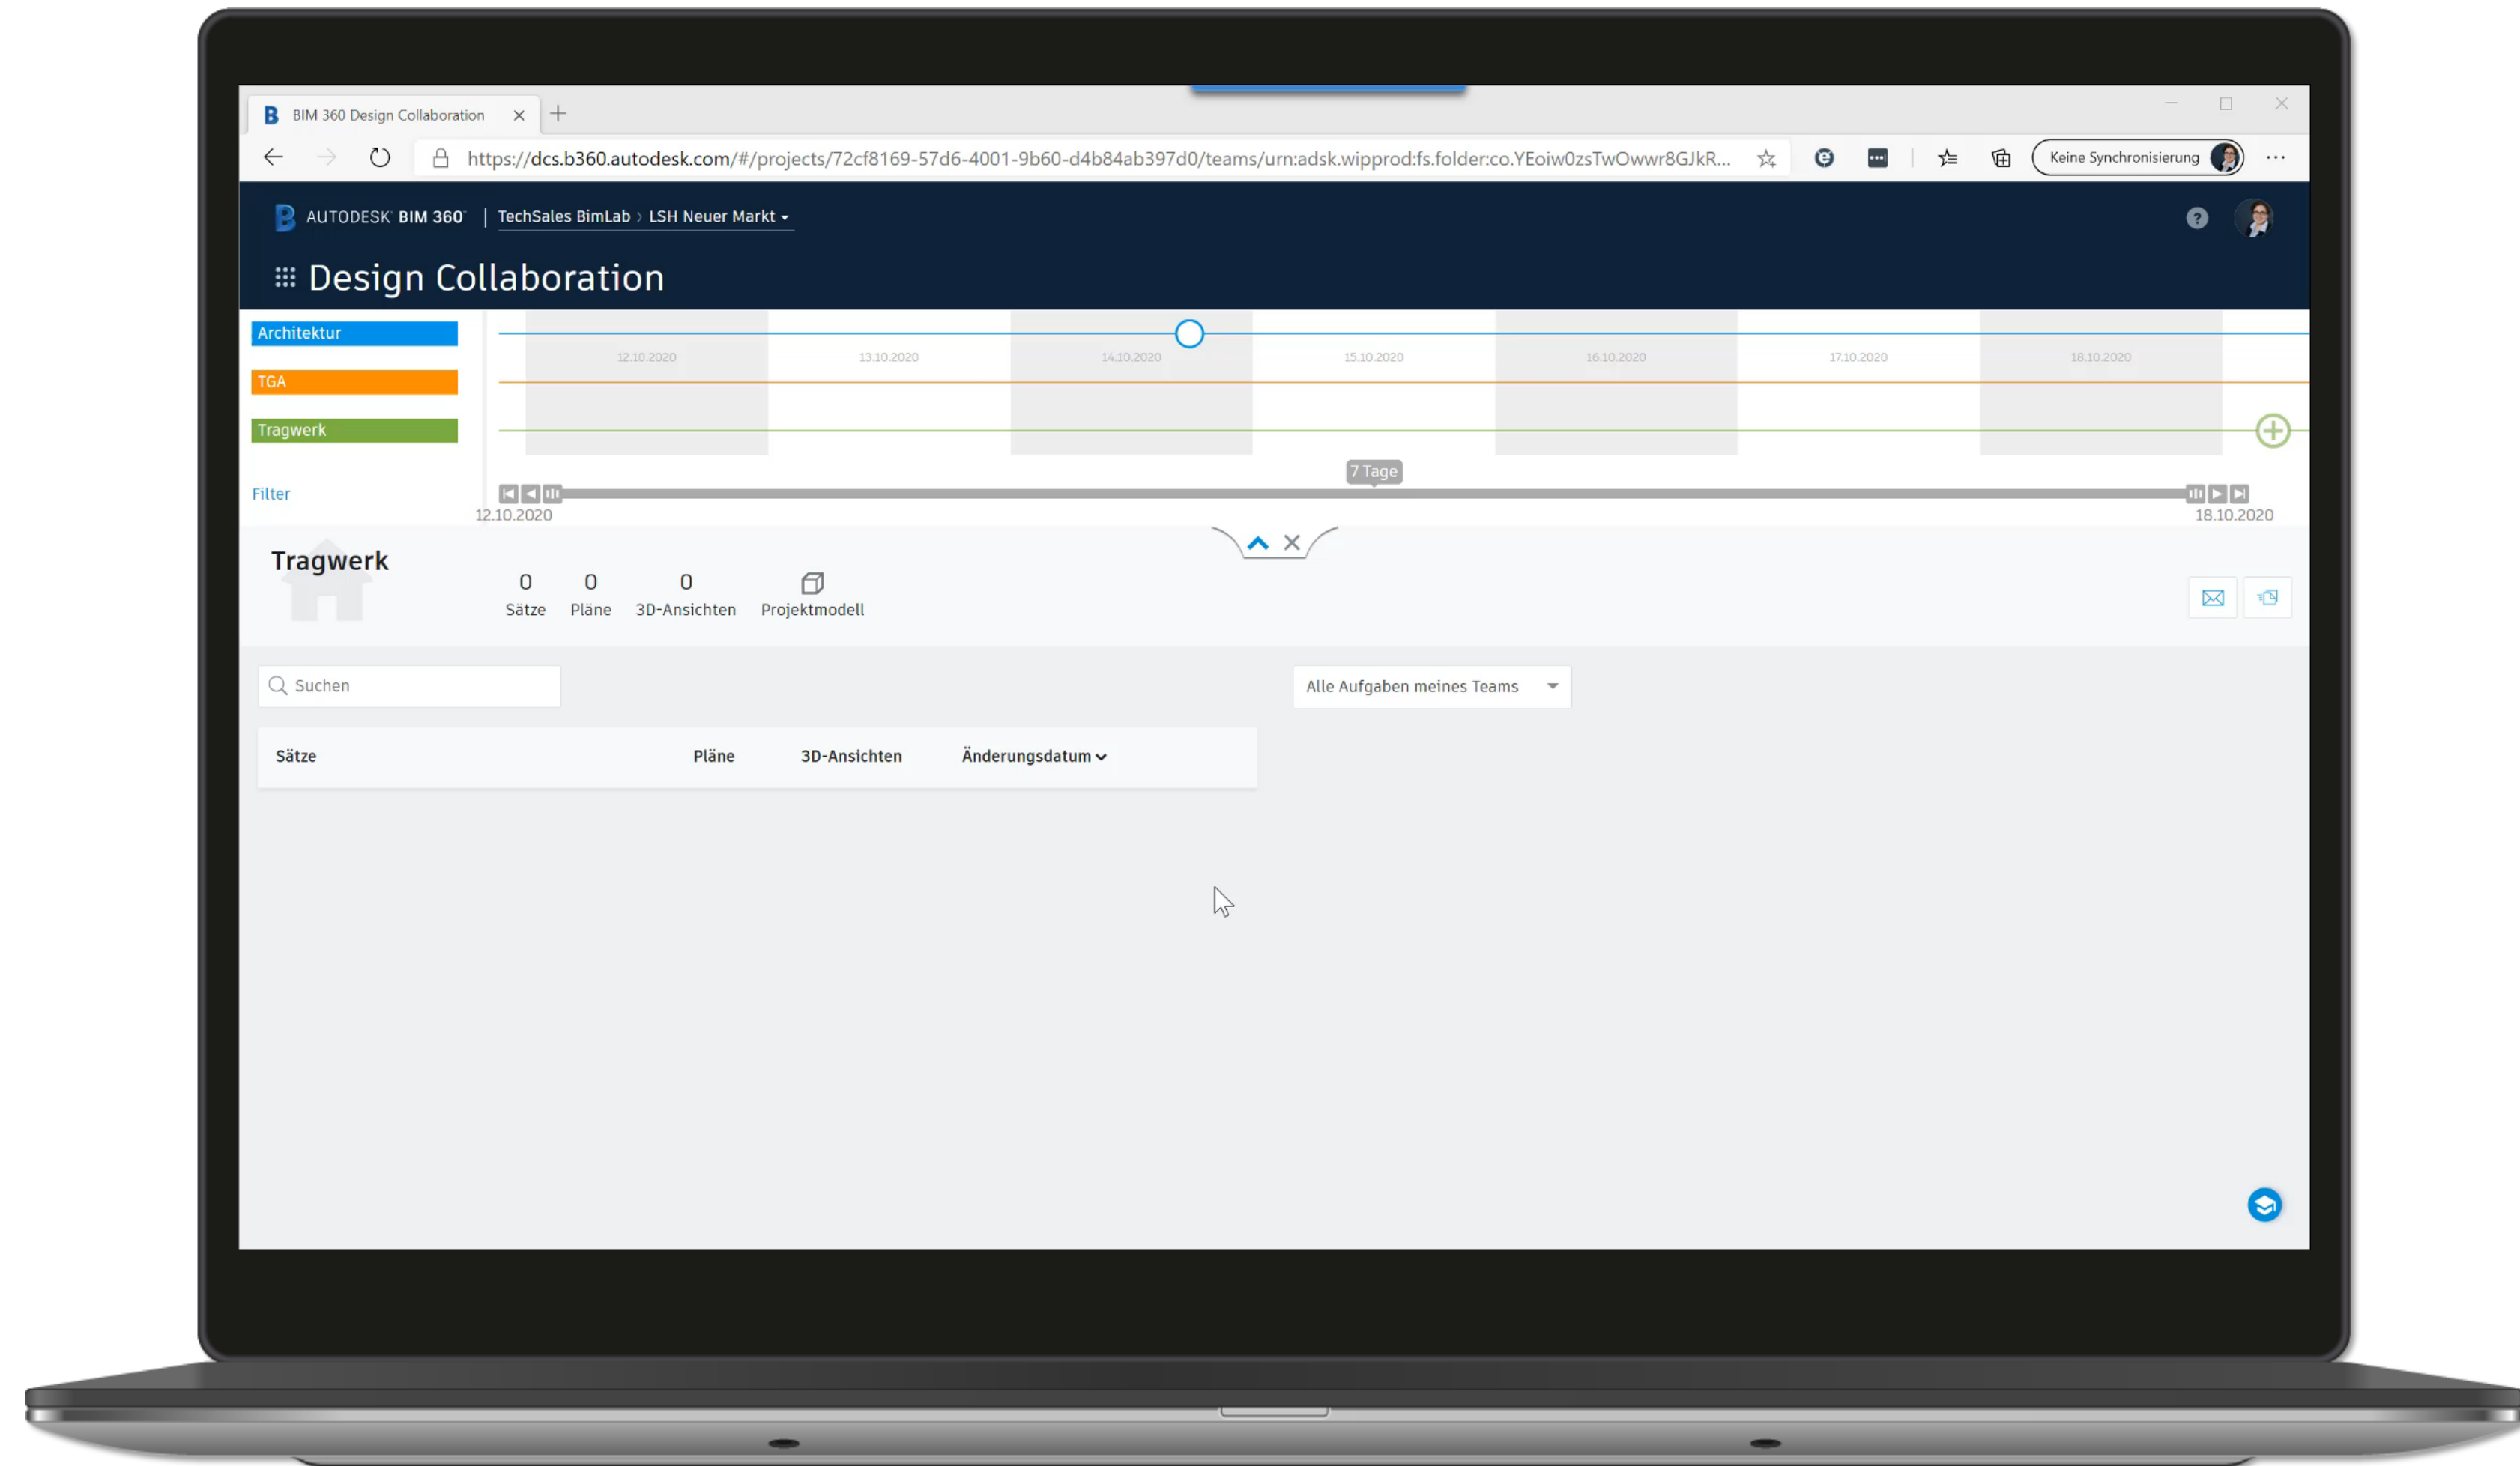 BIM 360 Design Collaboration
https://dcs.b360.autodesk.com/#/projects/72cf8169-57d6-4001-9b60-d4b84ab397d0/teams/urn:adsk.wipprod:fs.folder:co.YEoiw0zsTwOwwr8GJkR...
Keine Synchronisierung
AUTODESK BIM 360 | TechSales BimLab > LSH Neuer Markt
Design Collaboration
Architektur
12.10.2020 13.10.2020 14.10.2020 15.10.2020 16.10.2020 17.10.2020 18.10.2020
TGA
Tragwerk
7 Tage
Filter
12.10.2020 18.10.2020
Tragwerk
0 0 0
Sätze Pläne 3D-Ansichten Projektmodell
Suchen
Alle Aufgaben meines Teams
Sätze Pläne 3D-Ansichten Änderungsdatum